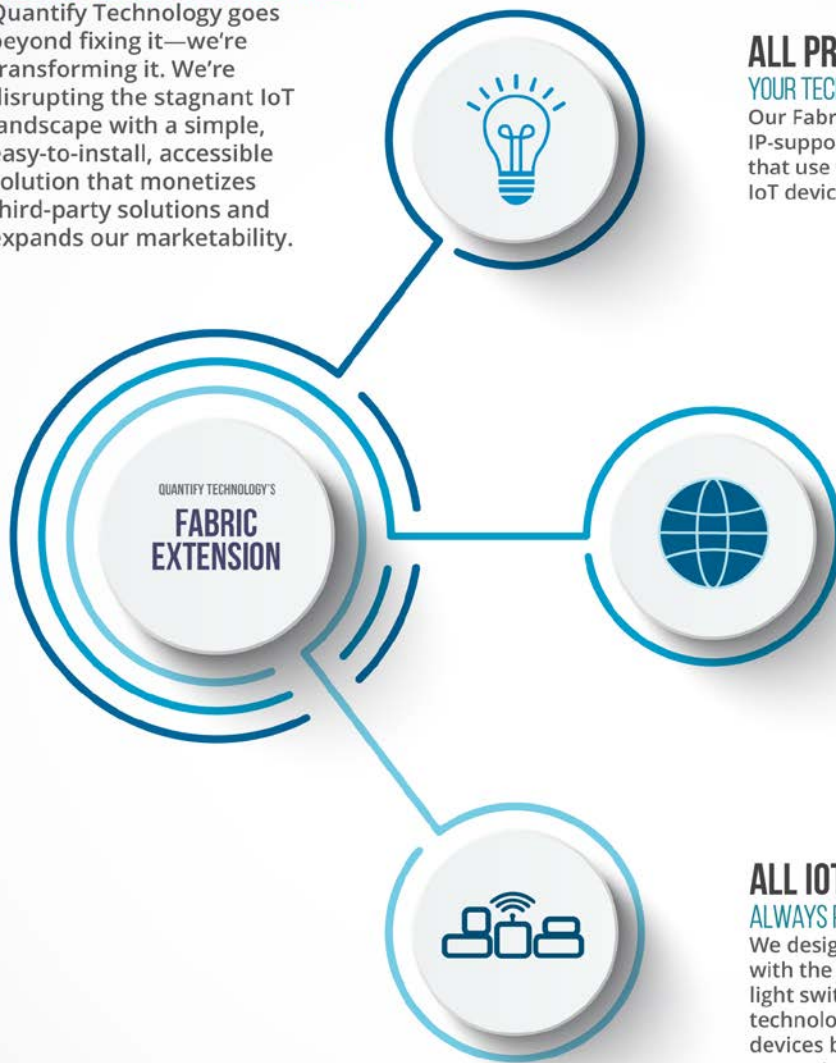 Quantify Technology goes
beyond fixing it—we're
transforming it. We're
disrupting the stagnant IoT
landscape with a simple,
easy-to-install, accessible
solution that monetizes
third-party solutions and
expands our marketability.
ALL PR
YOUR TECH
Our Fabr
IP-suppo
that use
IoT devic
QUANTIFY TECHNOLOGY'S
FABRIC
EXTENSION
ALL IOT
ALWAYS
We desig
with the
light swit
technolo
devices b